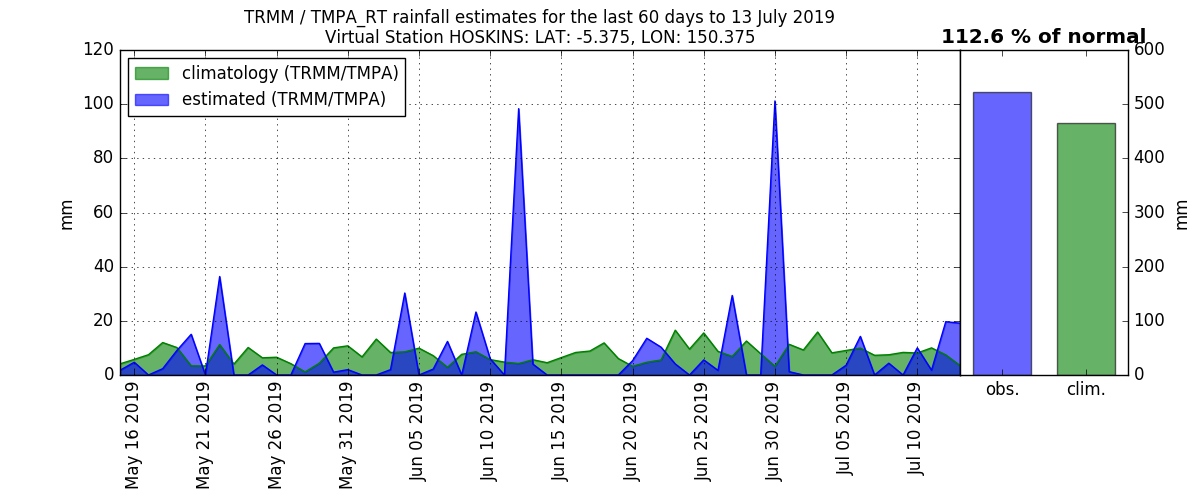 TRMM / TMPA_RT rainfall estimates for the last 60 days to 13 July 2019
Virtual Station HOSKINS: LAT: -5.375, LON: 150.375
112.6 % of normal
climatology (TRMM/TMPA)
estimated (TRMM/TMPA)
120
100
80
60
40
20
0
mm
May 16 2019
May 21 2019
May 26 2019
May 31 2019
Jun 05 2019
Jun 10 2019
Jun 15 2019
Jun 20 2019
Jun 25 2019
Jun 30 2019
Jul 05 2019
Jul 10 2019
obs.
clim.
600
500
400
300
200
100
0
mm